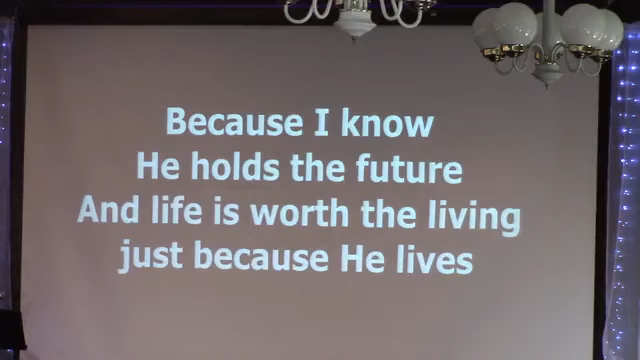 Because I know
He holds the future
And life is worth the living
just because He lives